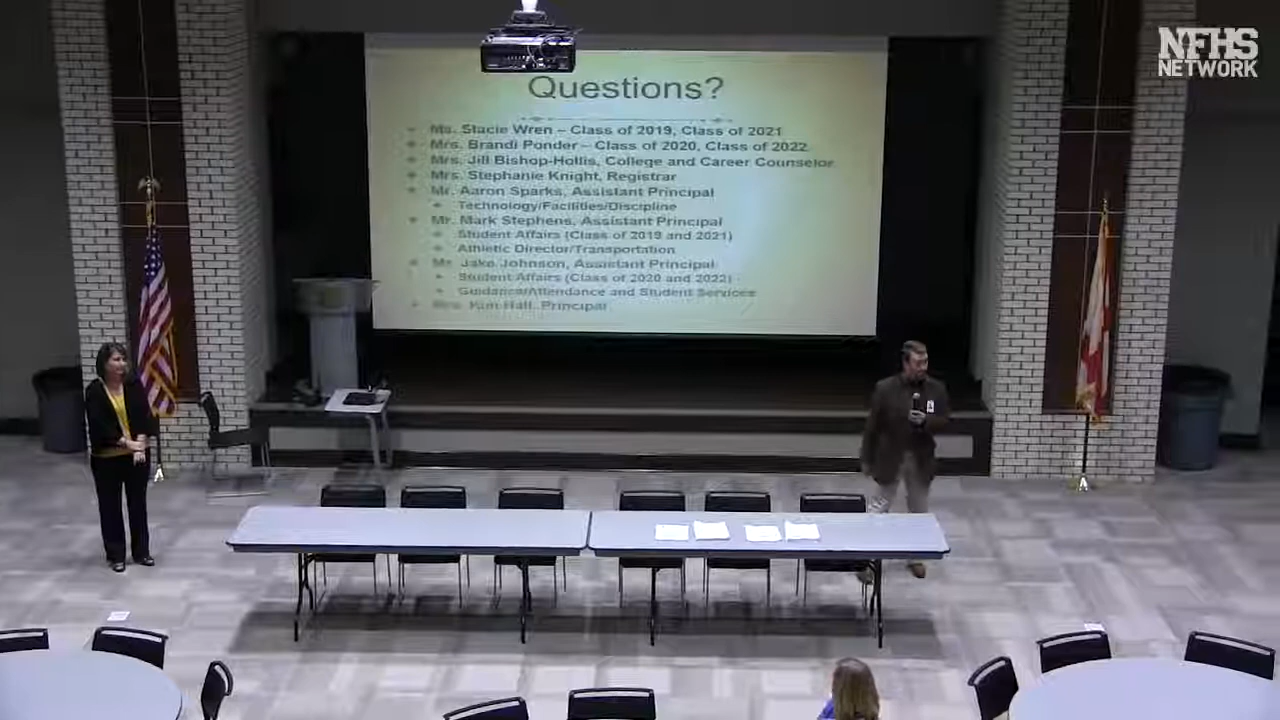 NFHS
NETWORK
Questions?
Ms. Stacie Wren – Class of 2019, Class of 2021
Mrs. Brandi Ponder – Class of 2020, Class of 2022
Mrs. Jill Bishop-Hollis, College and Career Counselor
Mrs. Stephanie Knight, Registrar
Mr. Aaron Sparks, Assistant Principal
Technology/Facilities/Discipline
Mr. Mark Stephens, Assistant Principal
Student Affairs (Class of 2019 and 2021)
Athletic Director/Transportation
Mr. Jake Johnson, Assistant Principal
Student Affairs (Class of 2020 and 2022)
Guidance/Attendance and Student Services
Mrs. Kim Hall, Principal